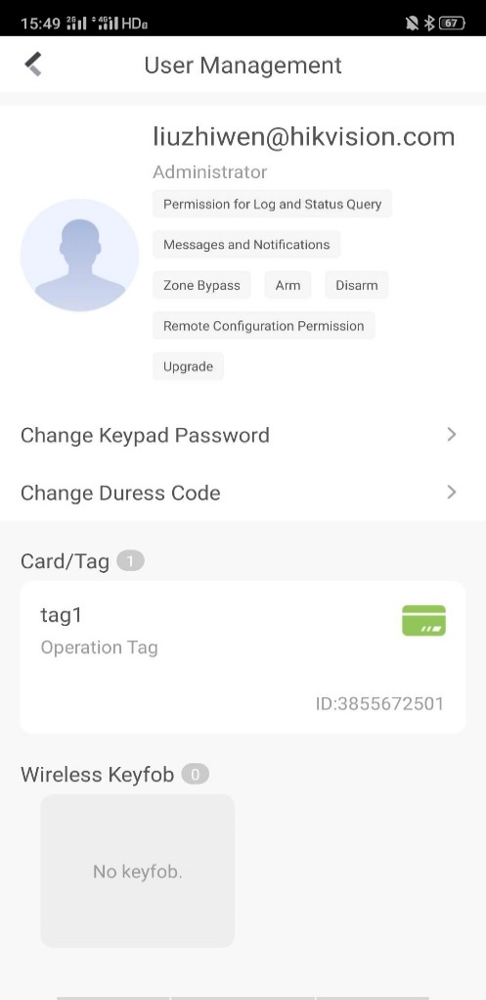 15:49 2G 4G HD
67
User Management
liuzhiwen@hikvision.com
Administrator
Permission for Log and Status Query
Messages and Notifications
Zone Bypass Arm Disarm
Remote Configuration Permission
Upgrade
Change Keypad Password
Change Duress Code
Card/Tag 1
tag1
Operation Tag
ID:3855672501
Wireless Keyfob 0
No keyfob.